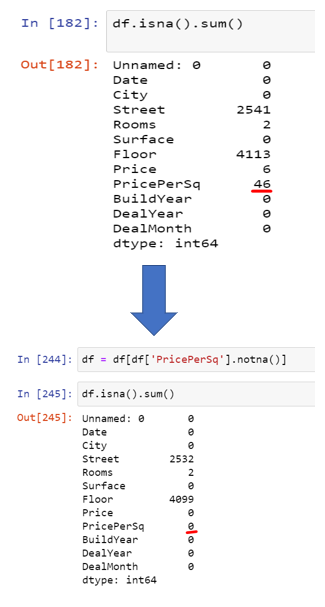 In [182]: df.isna().sum()
Out[182]: Unnamed: 0 0
Date 0
City 0
Street 2541
Rooms 2
Surface 0
Floor 4113
Price 6
PricePerSq 46
BuildYear 0
DealYear 0
DealMonth 0
dtype: int64
In [244]: df = df[df['PricePerSq'].notna()]
In [245]: df.isna().sum()
Out[245]: Unnamed: 0 0
Date 0
City 0
Street 2532
Rooms 2
Surface 0
Floor 4099
Price 0
PricePerSq 0
BuildYear 0
DealYear 0
DealMonth 0
dtype: int64